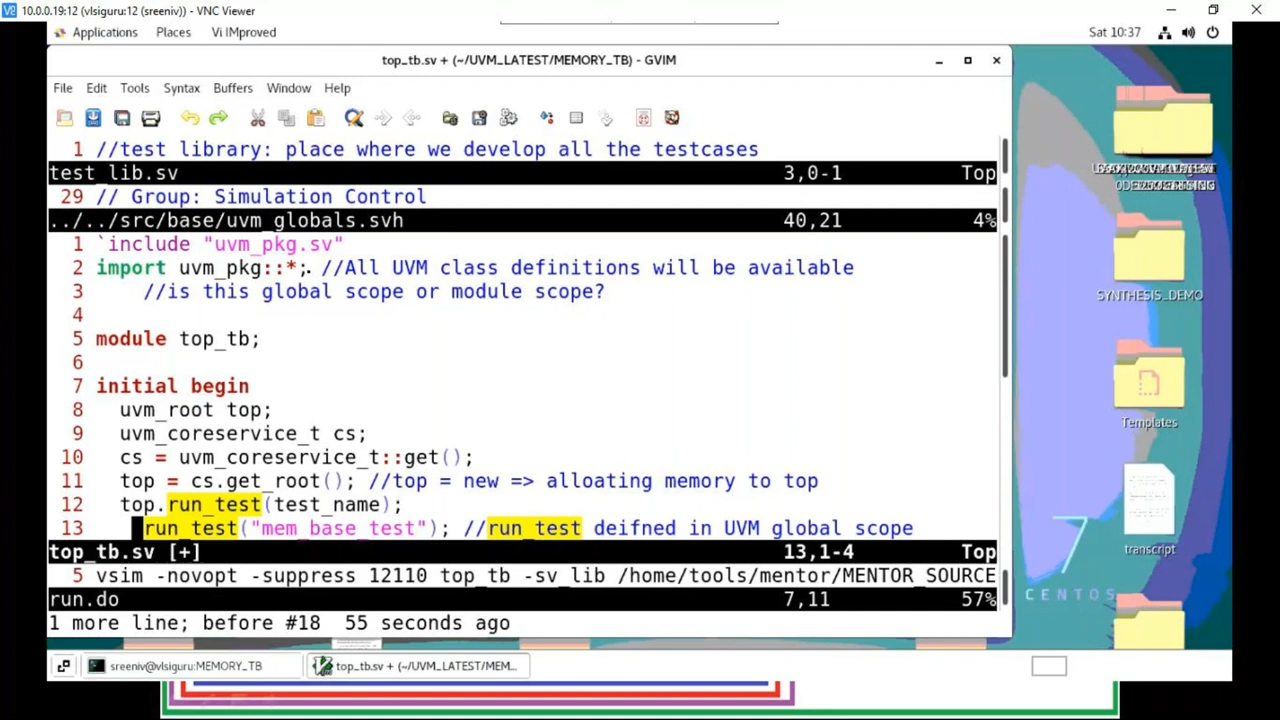 10.0.0.19:12 (vlsiguru:12 (sreeniv)) - VNC Viewer
Applications Places Vi IMproved Sat 10:37
top_tb.sv + (~/UVM_LATEST/MEMORY_TB) - GVIM
File Edit Tools Syntax Buffers Window Help
1 //test library: place where we develop all the testcases
test_lib.sv 3,0-1 Top
29 // Group: Simulation Control
../../src/base/uvm_globals.svh 40,21 4%
1 `include "uvm_pkg.sv"
2 import uvm_pkg::*; //All UVM class definitions will be available
3 //is this global scope or module scope?
4
5 module top_tb;
6
7 initial begin
8 uvm_root top;
9 uvm_coreservice_t cs;
10 cs = uvm_coreservice_t::get();
11 top = cs.get_root(); //top = new => alloating memory to top
12 top.run_test(test_name);
13 run_test("mem_base_test"); //run_test deifned in UVM global scope
top_tb.sv [+] 13,1-4 Top
5 vsim -novopt -suppress 12110 top_tb -sv_lib /home/tools/mentor/MENTOR_SOURCE
run.do 7,11 57%
1 more line; before #18 55 seconds ago
SYNTHESIS_DEMO
Templates
transcript
7
CENTOS
sreeniv@vlsiguru:MEMORY_TB
top_tb.sv + (~/UVM_LATEST/MEM...